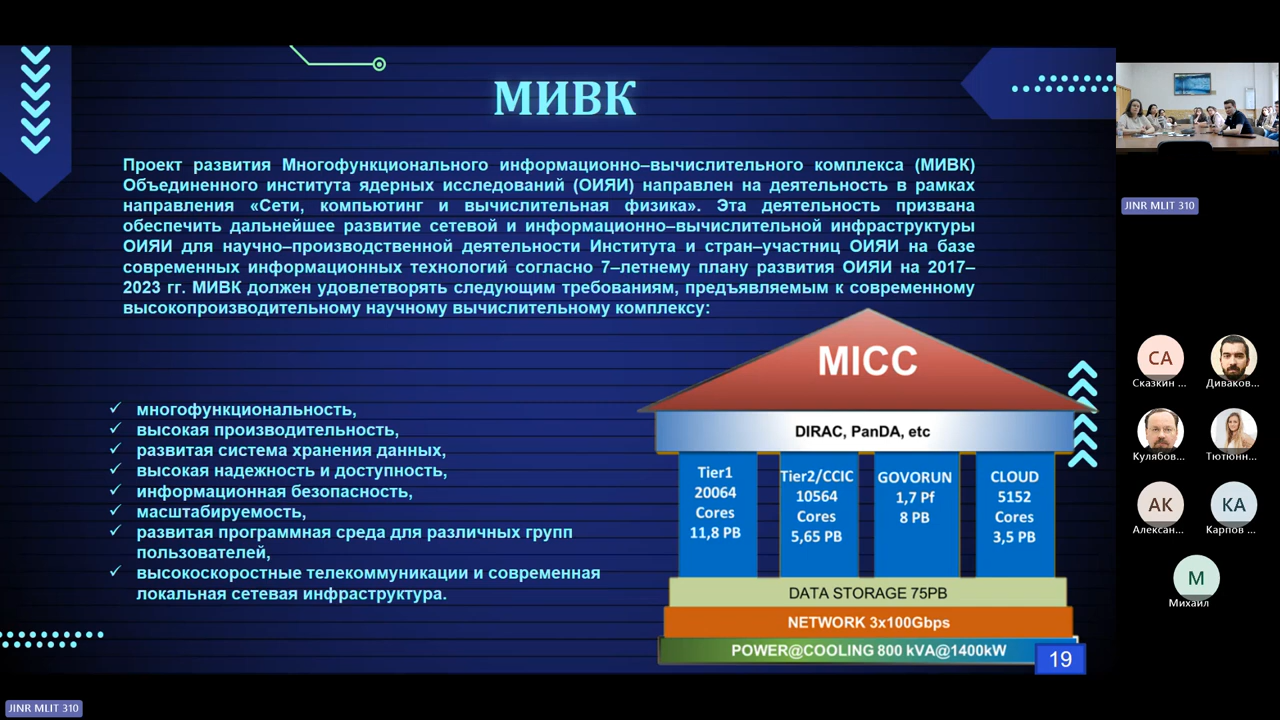 МИВК
Проект развития Многофункционального информационно–вычислительного комплекса (МИВК)
Объединенного института ядерных исследований (ОИЯИ) направлен на деятельность в рамках
направления «Сети, компьютинг и вычислительная физика». Эта деятельность призвана
обеспечить дальнейшее развитие сетевой и информационно–вычислительной инфраструктуры
ОИЯИ для научно–производственной деятельности Института и стран–участниц ОИЯИ на базе
современных информационных технологий согласно 7–летнему плану развития ОИЯИ на 2017–
2023 гг. МИВК должен удовлетворять следующим требованиям, предъявляемым к современному
высокопроизводительному научному вычислительному комплексу:
многофункциональность,
высокая производительность,
развитая система хранения данных,
высокая надежность и доступность,
информационная безопасность,
масштабируемость,
развитая программная среда для различных групп
пользователей,
высокоскоростные телекоммуникации и современная
локальная сетевая инфраструктура.
MICC
DIRAC, PanDA, etc
Tier1
20064
Cores
11,8 PB
Tier2/CCIC
10564
Cores
5,65 PB
GOVORUN
1,7 Pf
8 PB
CLOUD
5152
Cores
3,5 PB
DATA STORAGE 75PB
NETWORK 3x100Gbps
POWER@COOLING 800 kVA@1400kW
19
JINR MLIT 310
СА
Сказкин ...
Диваков...
Кулябов...
Тютюнн...
АК
Алексан...
КА
Карпов ...
М
Михаил
JINR MLIT 310